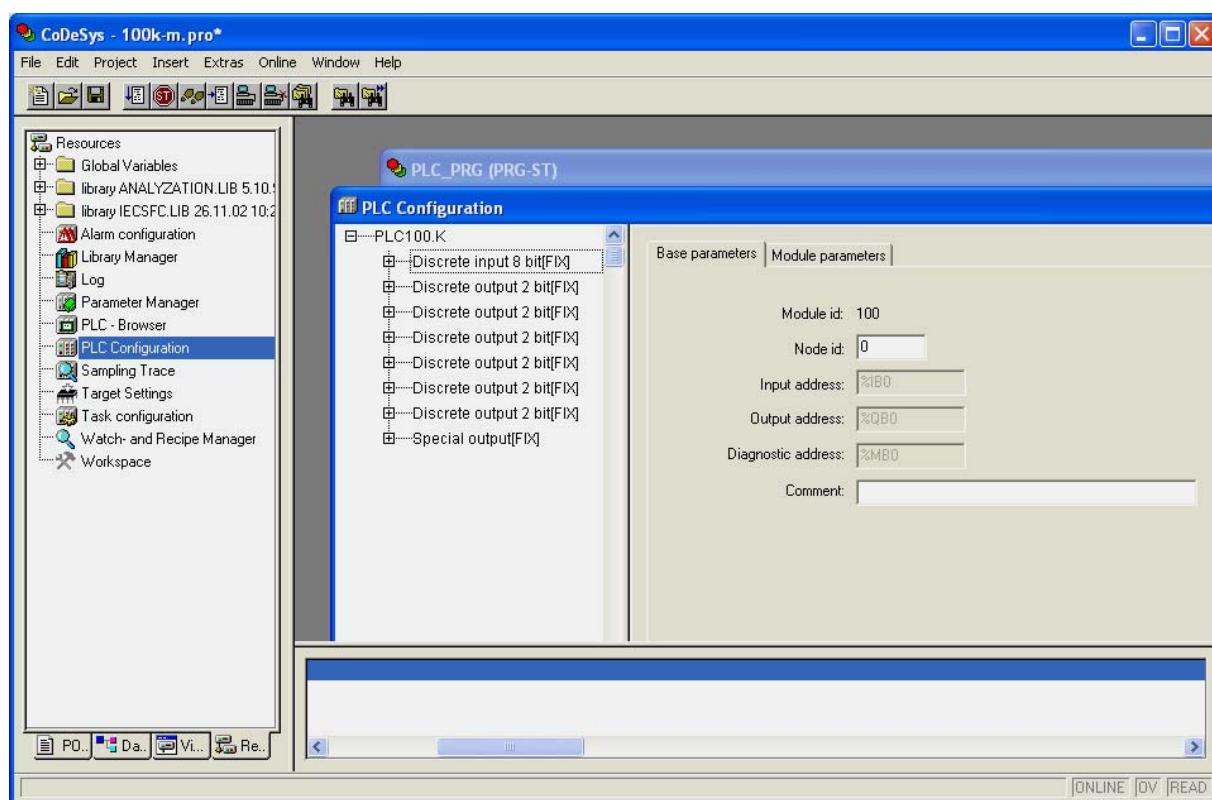 CoDeSys - 100k-m.pro*
File Edit Project Insert Extras Online Window Help
Resources
Global Variables
library ANALYZATION.LIB 5.10.
library IECSFC.LIB 26.11.02 10:2
Alarm configuration
Library Manager
Log
Parameter Manager
PLC - Browser
PLC Configuration
Sampling Trace
Target Settings
Task configuration
Watch- and Recipe Manager
Workspace
PO.. Da.. Vi... Re..
PLC_PRG (PRG-ST)
PLC Configuration
PLC100.K
Discrete input 8 bit[FIX]
Discrete output 2 bit[FIX]
Discrete output 2 bit[FIX]
Discrete output 2 bit[FIX]
Discrete output 2 bit[FIX]
Discrete output 2 bit[FIX]
Discrete output 2 bit[FIX]
Special output[FIX]
Base parameters Module parameters
Module id: 100
Node id: 0
Input address: %IB0
Output address: %QB0
Diagnostic address: %MB0
Comment:
ONLINE OV READ